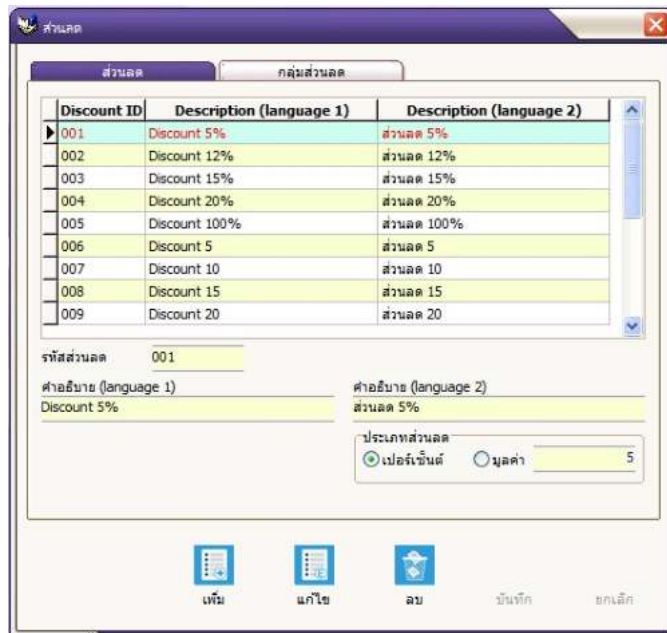 ส่วนลด
ส่วนลด กลุ่มส่วนลด
Discount ID Description (language 1) Description (language 2)
001 Discount 5% ส่วนลด 5%
002 Discount 12% ส่วนลด 12%
003 Discount 15% ส่วนลด 15%
004 Discount 20% ส่วนลด 20%
005 Discount 100% ส่วนลด 100%
006 Discount 5 ส่วนลด 5
007 Discount 10 ส่วนลด 10
008 Discount 15 ส่วนลด 15
009 Discount 20 ส่วนลด 20
รหัสส่วนลด 001
คำอธิบาย (language 1) คำอธิบาย (language 2)
Discount 5% ส่วนลด 5%
ประเภทส่วนลด
เปอร์เซ็นต์ มูลค่า 5
เพิ่ม แก้ไข ลบ บันทึก ยกเลิก